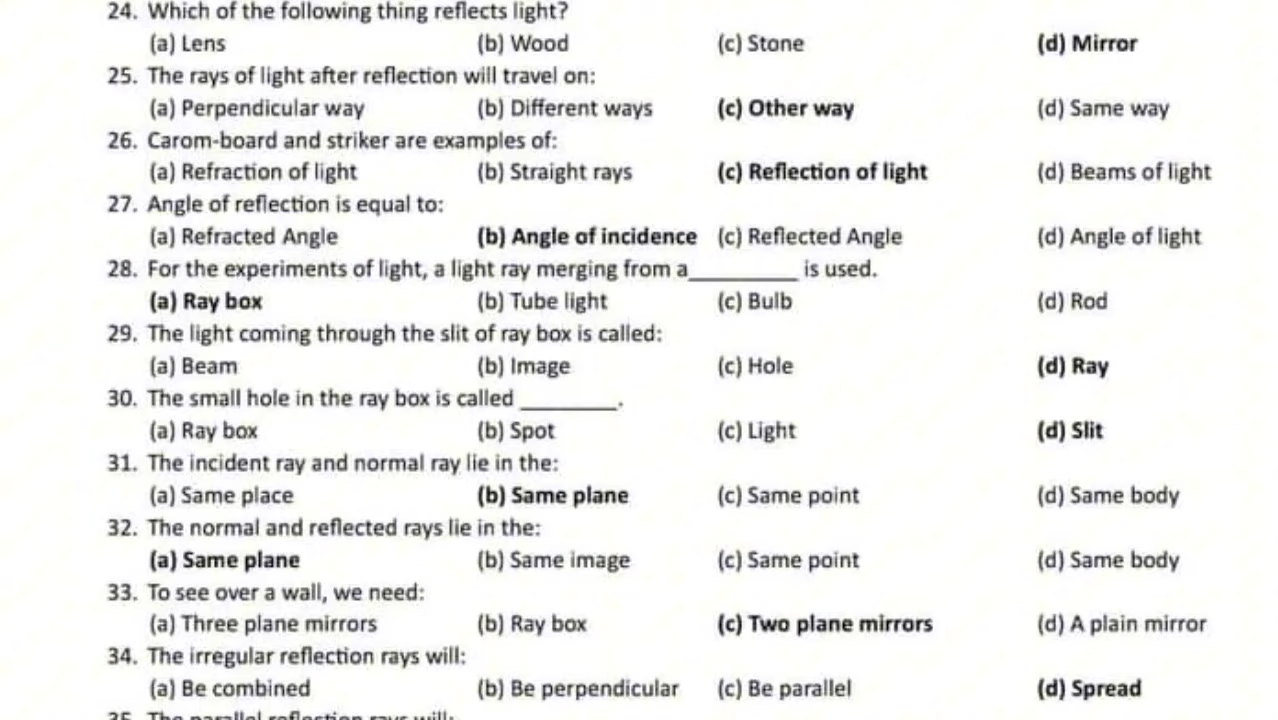 24. Which of the following thing reflects light?
(a) Lens (b) Wood (c) Stone (d) Mirror
25. The rays of light after reflection will travel on:
(a) Perpendicular way (b) Different ways (c) Other way (d) Same way
26. Carom-board and striker are examples of:
(a) Refraction of light (b) Straight rays (c) Reflection of light (d) Beams of light
27. Angle of reflection is equal to:
(a) Refracted Angle (b) Angle of incidence (c) Reflected Angle (d) Angle of light
28. For the experiments of light, a light ray merging from a_________ is used.
(a) Ray box (b) Tube light (c) Bulb (d) Rod
29. The light coming through the slit of ray box is called:
(a) Beam (b) Image (c) Hole (d) Ray
30. The small hole in the ray box is called ________.
(a) Ray box (b) Spot (c) Light (d) Slit
31. The incident ray and normal ray lie in the:
(a) Same place (b) Same plane (c) Same point (d) Same body
32. The normal and reflected rays lie in the:
(a) Same plane (b) Same image (c) Same point (d) Same body
33. To see over a wall, we need:
(a) Three plane mirrors (b) Ray box (c) Two plane mirrors (d) A plain mirror
34. The irregular reflection rays will:
(a) Be combined (b) Be perpendicular (c) Be parallel (d) Spread
35. The parallel reflection rays will: